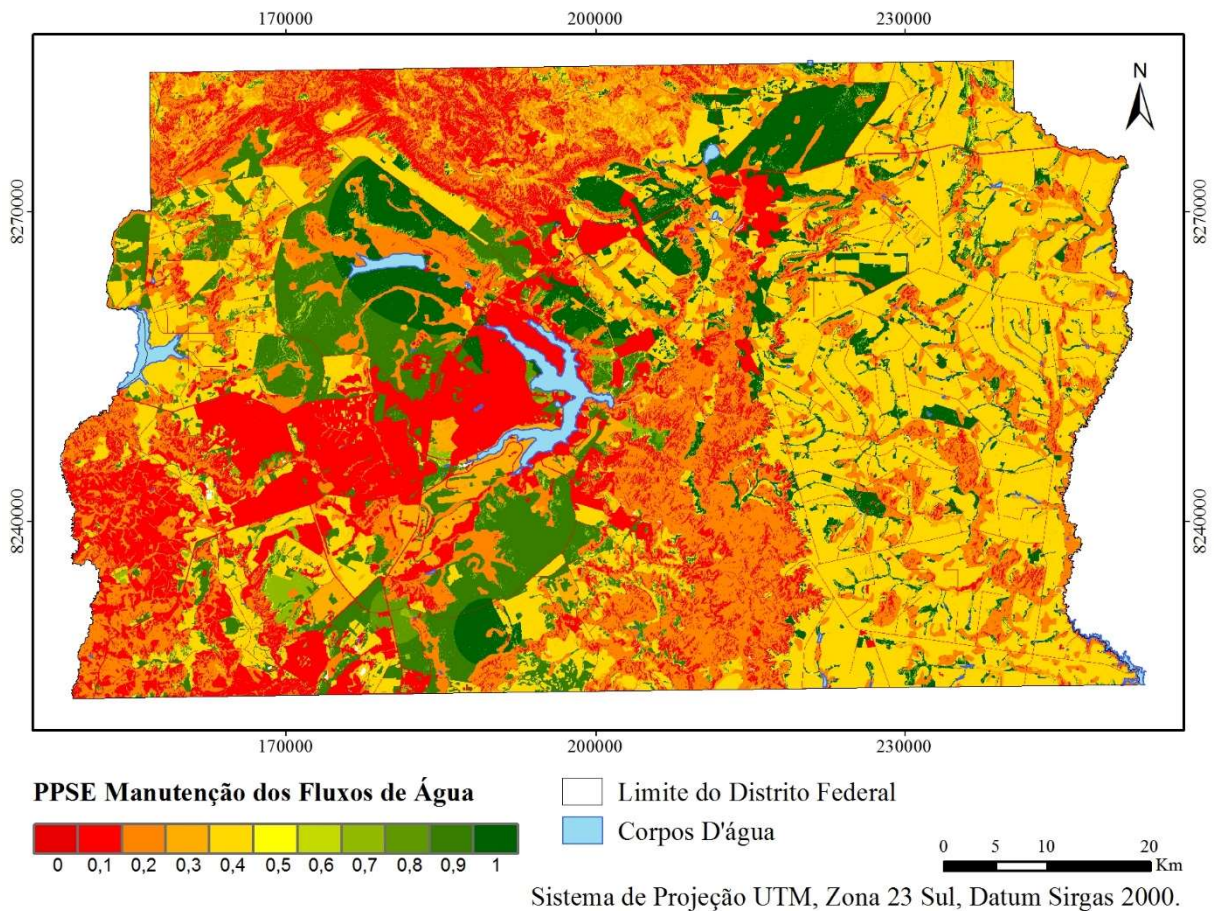 170000 200000 230000
N
8270000 8270000
8240000 8240000
170000 200000 230000
PPSE Manutenção dos Fluxos de Água
0 0,1 0,2 0,3 0,4 0,5 0,6 0,7 0,8 0,9 1
Limite do Distrito Federal
Corpos D'água
0 5 10 20
Km
Sistema de Projeção UTM, Zona 23 Sul, Datum Sirgas 2000.